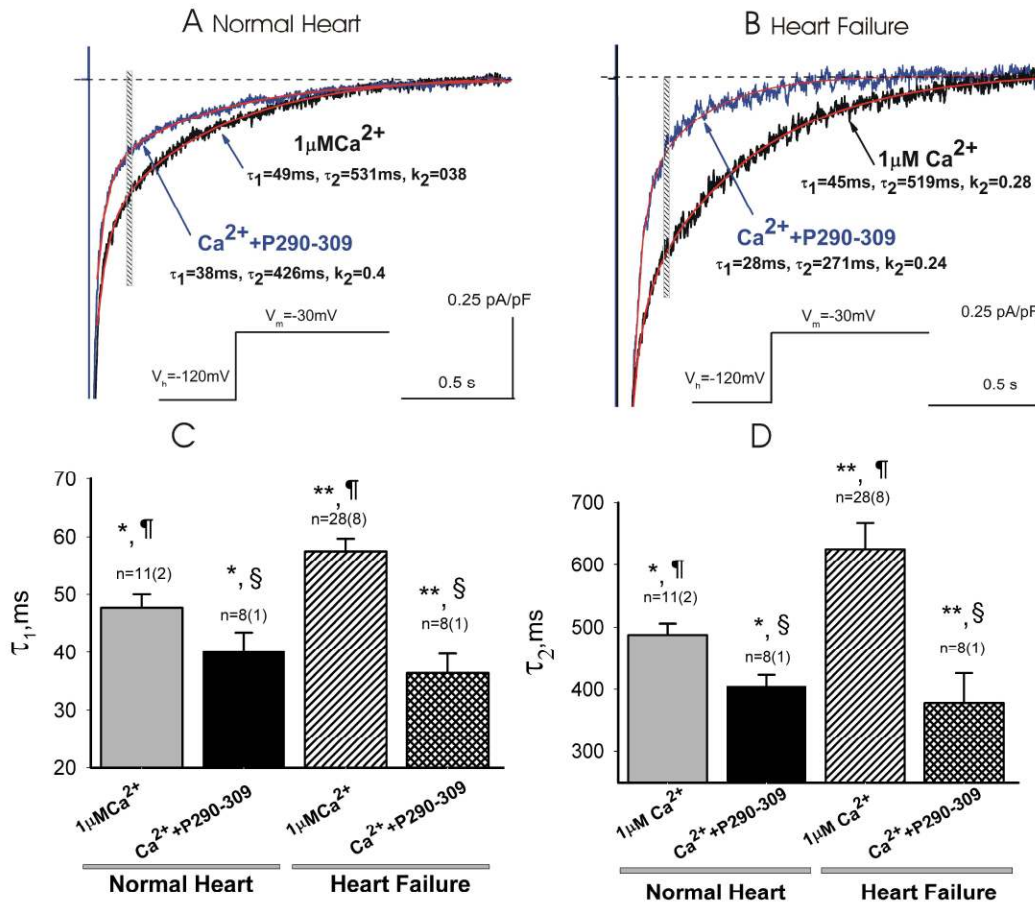 A Normal Heart
1μMCa2+
τ1=49ms, τ2=531ms, k2=038
Ca2++P290-309
τ1=38ms, τ2=426ms, k2=0.4
Vm=-30mV
Vh=-120mV
0.25 pA/pF
0.5 s
B Heart Failure
1μM Ca2+
τ1=45ms, τ2=519ms, k2=0.28
Ca2++P290-309
τ1=28ms, τ2=271ms, k2=0.24
Vm=-30mV
Vh=-120mV
0.25 pA/pF
0.5 s
C
τ1,ms
70
60
50
40
30
20
*, ¶
n=11(2)
*, §
n=8(1)
**, ¶
n=28(8)
**, §
n=8(1)
1μMCa2+
Ca2++P290-309
1μMCa2+
Ca2++P290-309
Normal Heart
Heart Failure
D
τ2,ms
700
600
500
400
300
*, ¶
n=11(2)
*, §
n=8(1)
**, ¶
n=28(8)
**, §
n=8(1)
1μM Ca2+
Ca2++P290-309
1μM Ca2+
Ca2++P290-309
Normal Heart
Heart Failure